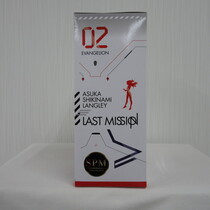 02
EVANGELION
ASUKA
SHIKINAMI
LANGLEY
LAST MISSION
SPM